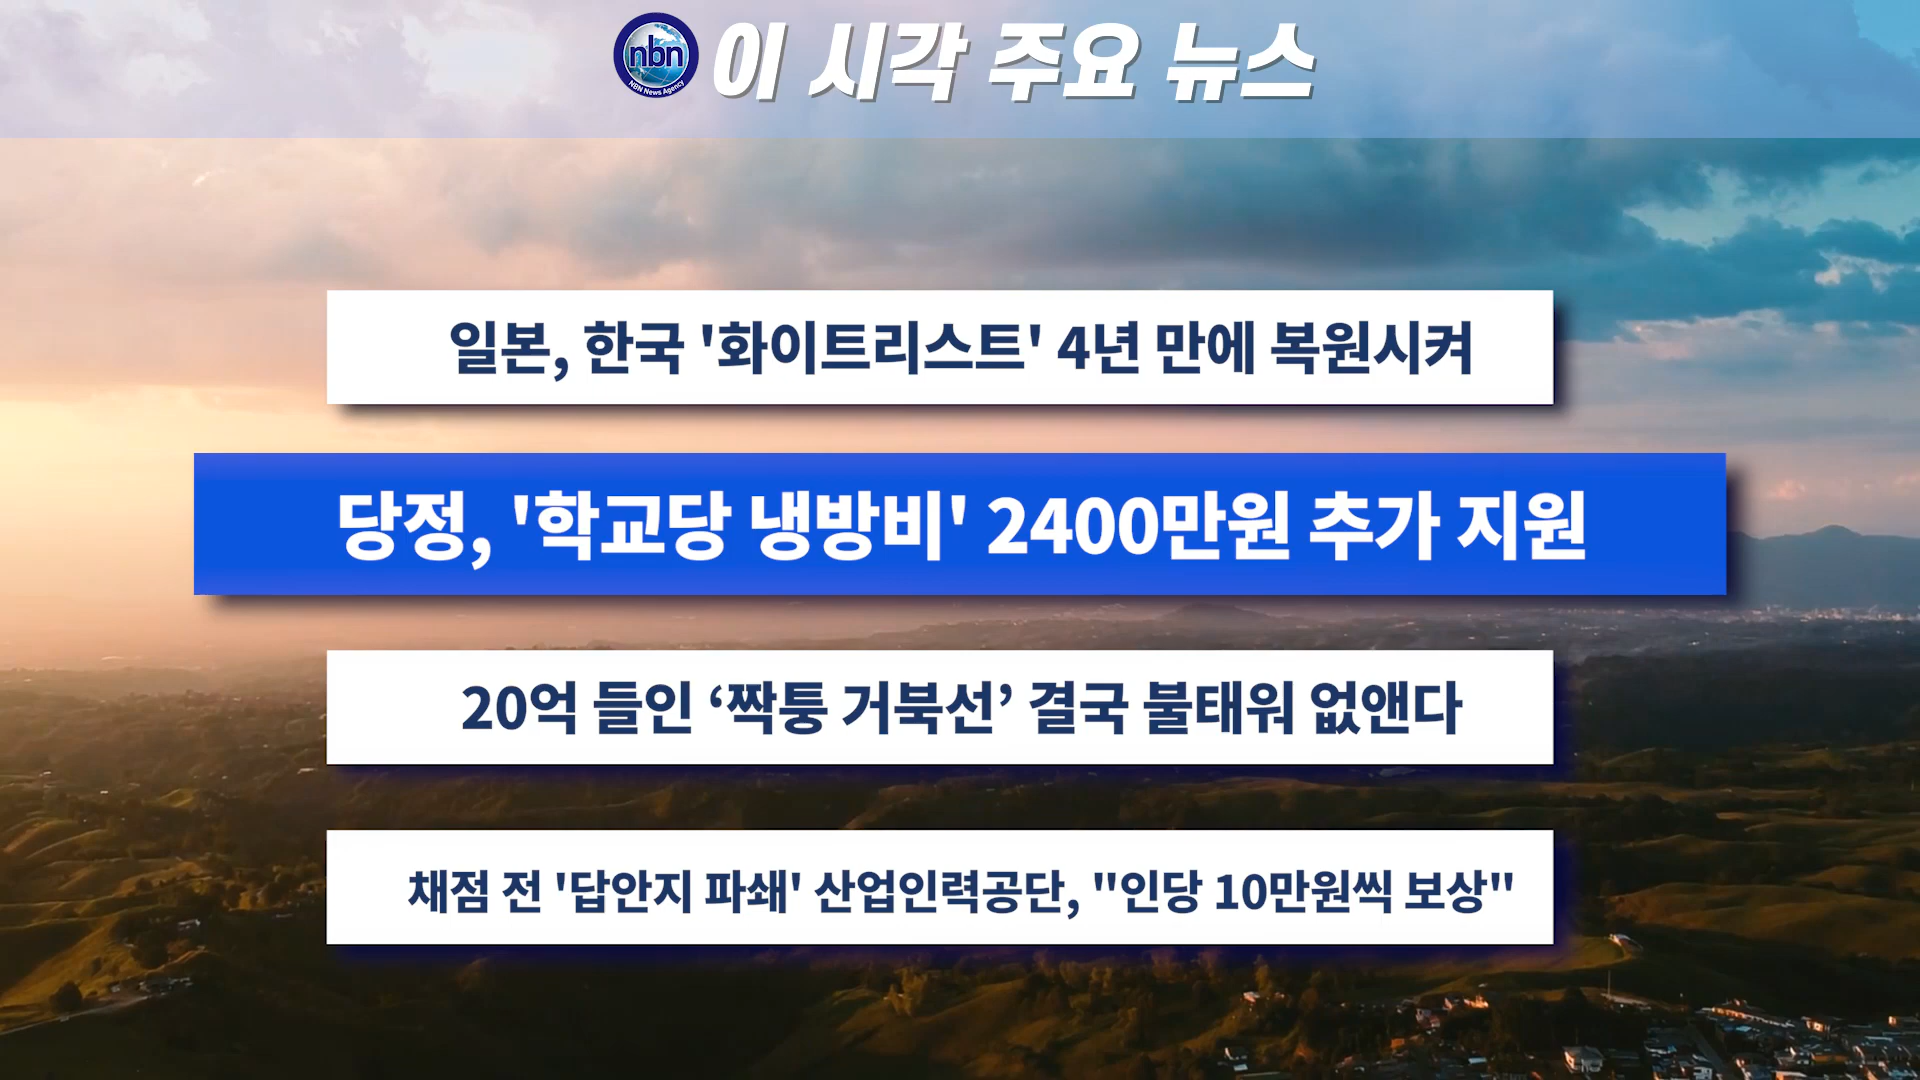 nbn
NBN News Agency
이 시각 주요 뉴스
일본, 한국 '화이트리스트' 4년 만에 복원시켜
당정, '학교당 냉방비' 2400만원 추가 지원
20억 들인 ‘짝퉁 거북선’ 결국 불태워 없앤다
채점 전 '답안지 파쇄' 산업인력공단, "인당 10만원씩 보상"